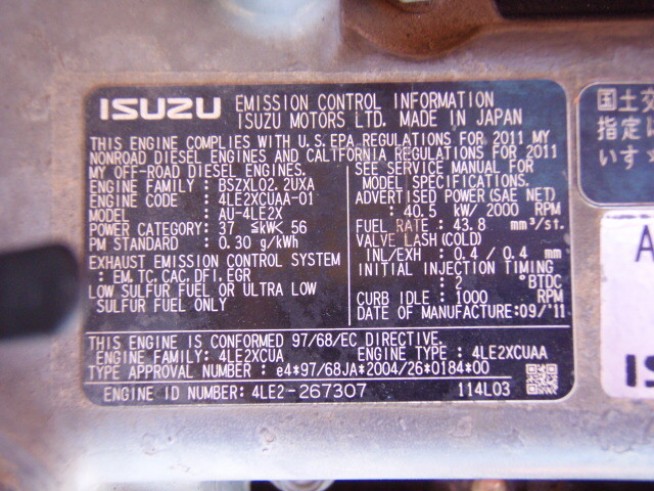 ISUZU EMISSION CONTROL INFORMATION
ISUZU MOTORS LTD. MADE IN JAPAN
THIS ENGINE COMPLIES WITH U.S. EPA REGULATIONS FOR 2011 MY
NONROAD DIESEL ENGINES AND CALIFORNIA REGULATIONS FOR 2011
MY OFF-ROAD DIESEL ENGINES.
ENGINE FAMILY : BSZXL02.2UXA
ENGINE CODE : 4LE2XCUAA-01
MODEL : AU-4LE2X
POWER CATEGORY: 37 ≦kW< 56
PM STANDARD : 0.30 g/kWh
EXHAUST EMISSION CONTROL SYSTEM
: EM, TC, CAC, DFI, EGR
LOW SULFUR FUEL OR ULTRA LOW
SULFUR FUEL ONLY
SEE SERVICE MANUAL FOR
MODEL SPECIFICATIONS.
ADVERTISED POWER (SAE NET)
: 40.5 kW/ 2000 RPM
FUEL RATE : 43.8 mm³/st.
VALVE LASH (COLD)
INL/EXH : 0.4 / 0.4 mm
INITIAL INJECTION TIMING
: 2 °BTDC
CURB IDLE : 1000 RPM
DATE OF MANUFACTURE:09/'11
THIS ENGINE IS CONFORMED 97/68/EC DIRECTIVE.
ENGINE FAMILY: 4LE2XCUA ENGINE TYPE : 4LE2XCUAA
TYPE APPROVAL NUMBER : e4*97/68JA*2004/26*0184*00
ENGINE ID NUMBER: 4LE2-267307 114L03
国土交
指定に
いす
A